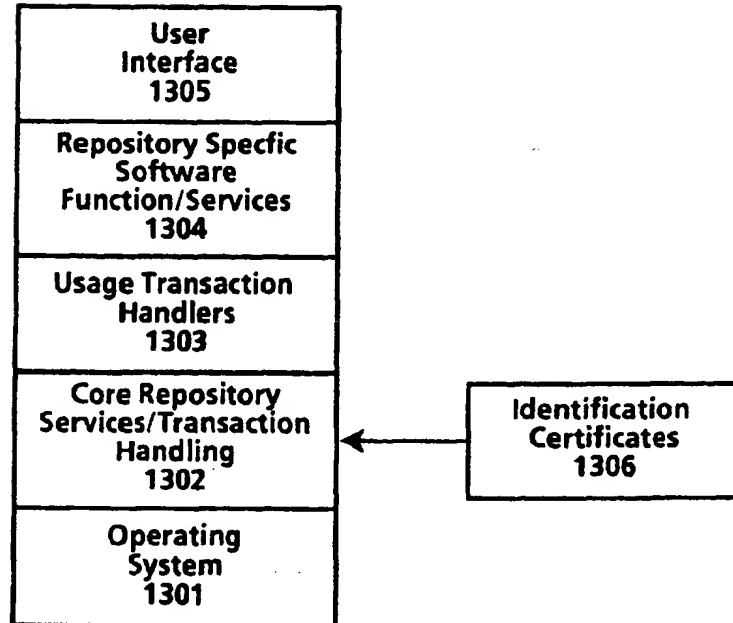 User
Interface
1305
Repository Specfic
Software
Function/Services
1304
Usage Transaction
Handlers
1303
Core Repository
Services/Transaction
Handling
1302
Identification
Certificates
1306
Operating
System
1301